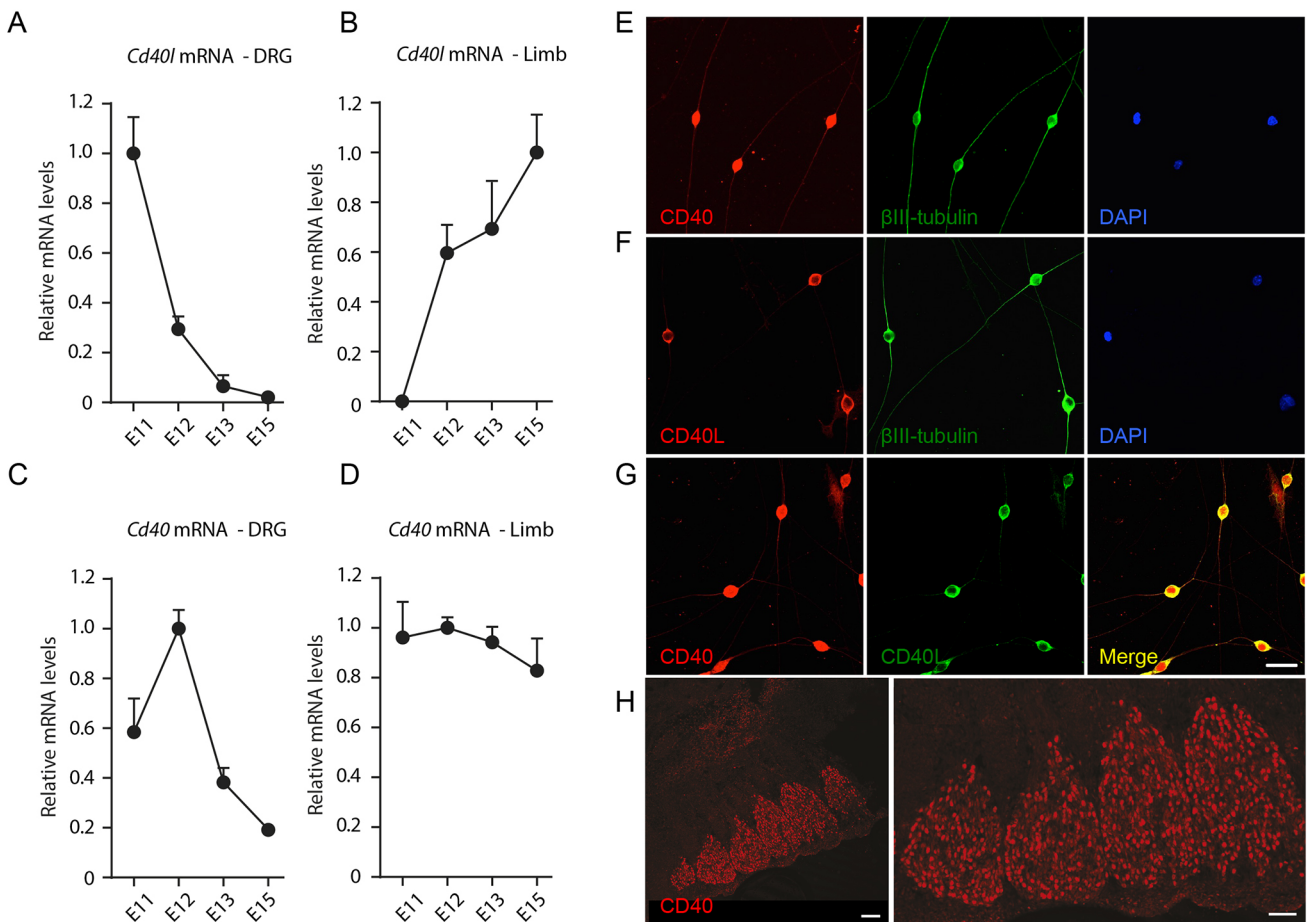 A
Cd40l mRNA - DRG
Relative mRNA levels
1.2
1.0
0.8
0.6
0.4
0.2
0
E11
E12
E13
E15
B
Cd40l mRNA - Limb
Relative mRNA levels
1.2
1.0
0.8
0.6
0.4
0.2
0
E11
E12
E13
E15
C
Cd40 mRNA - DRG
Relative mRNA levels
1.2
1.0
0.8
0.6
0.4
0.2
0
E11
E12
E13
E15
D
Cd40 mRNA - Limb
Relative mRNA levels
1.2
1.0
0.8
0.6
0.4
0.2
0
E11
E12
E13
E15
E
CD40
βIII-tubulin
DAPI
F
CD40L
βIII-tubulin
DAPI
G
CD40
CD40L
Merge
H
CD40